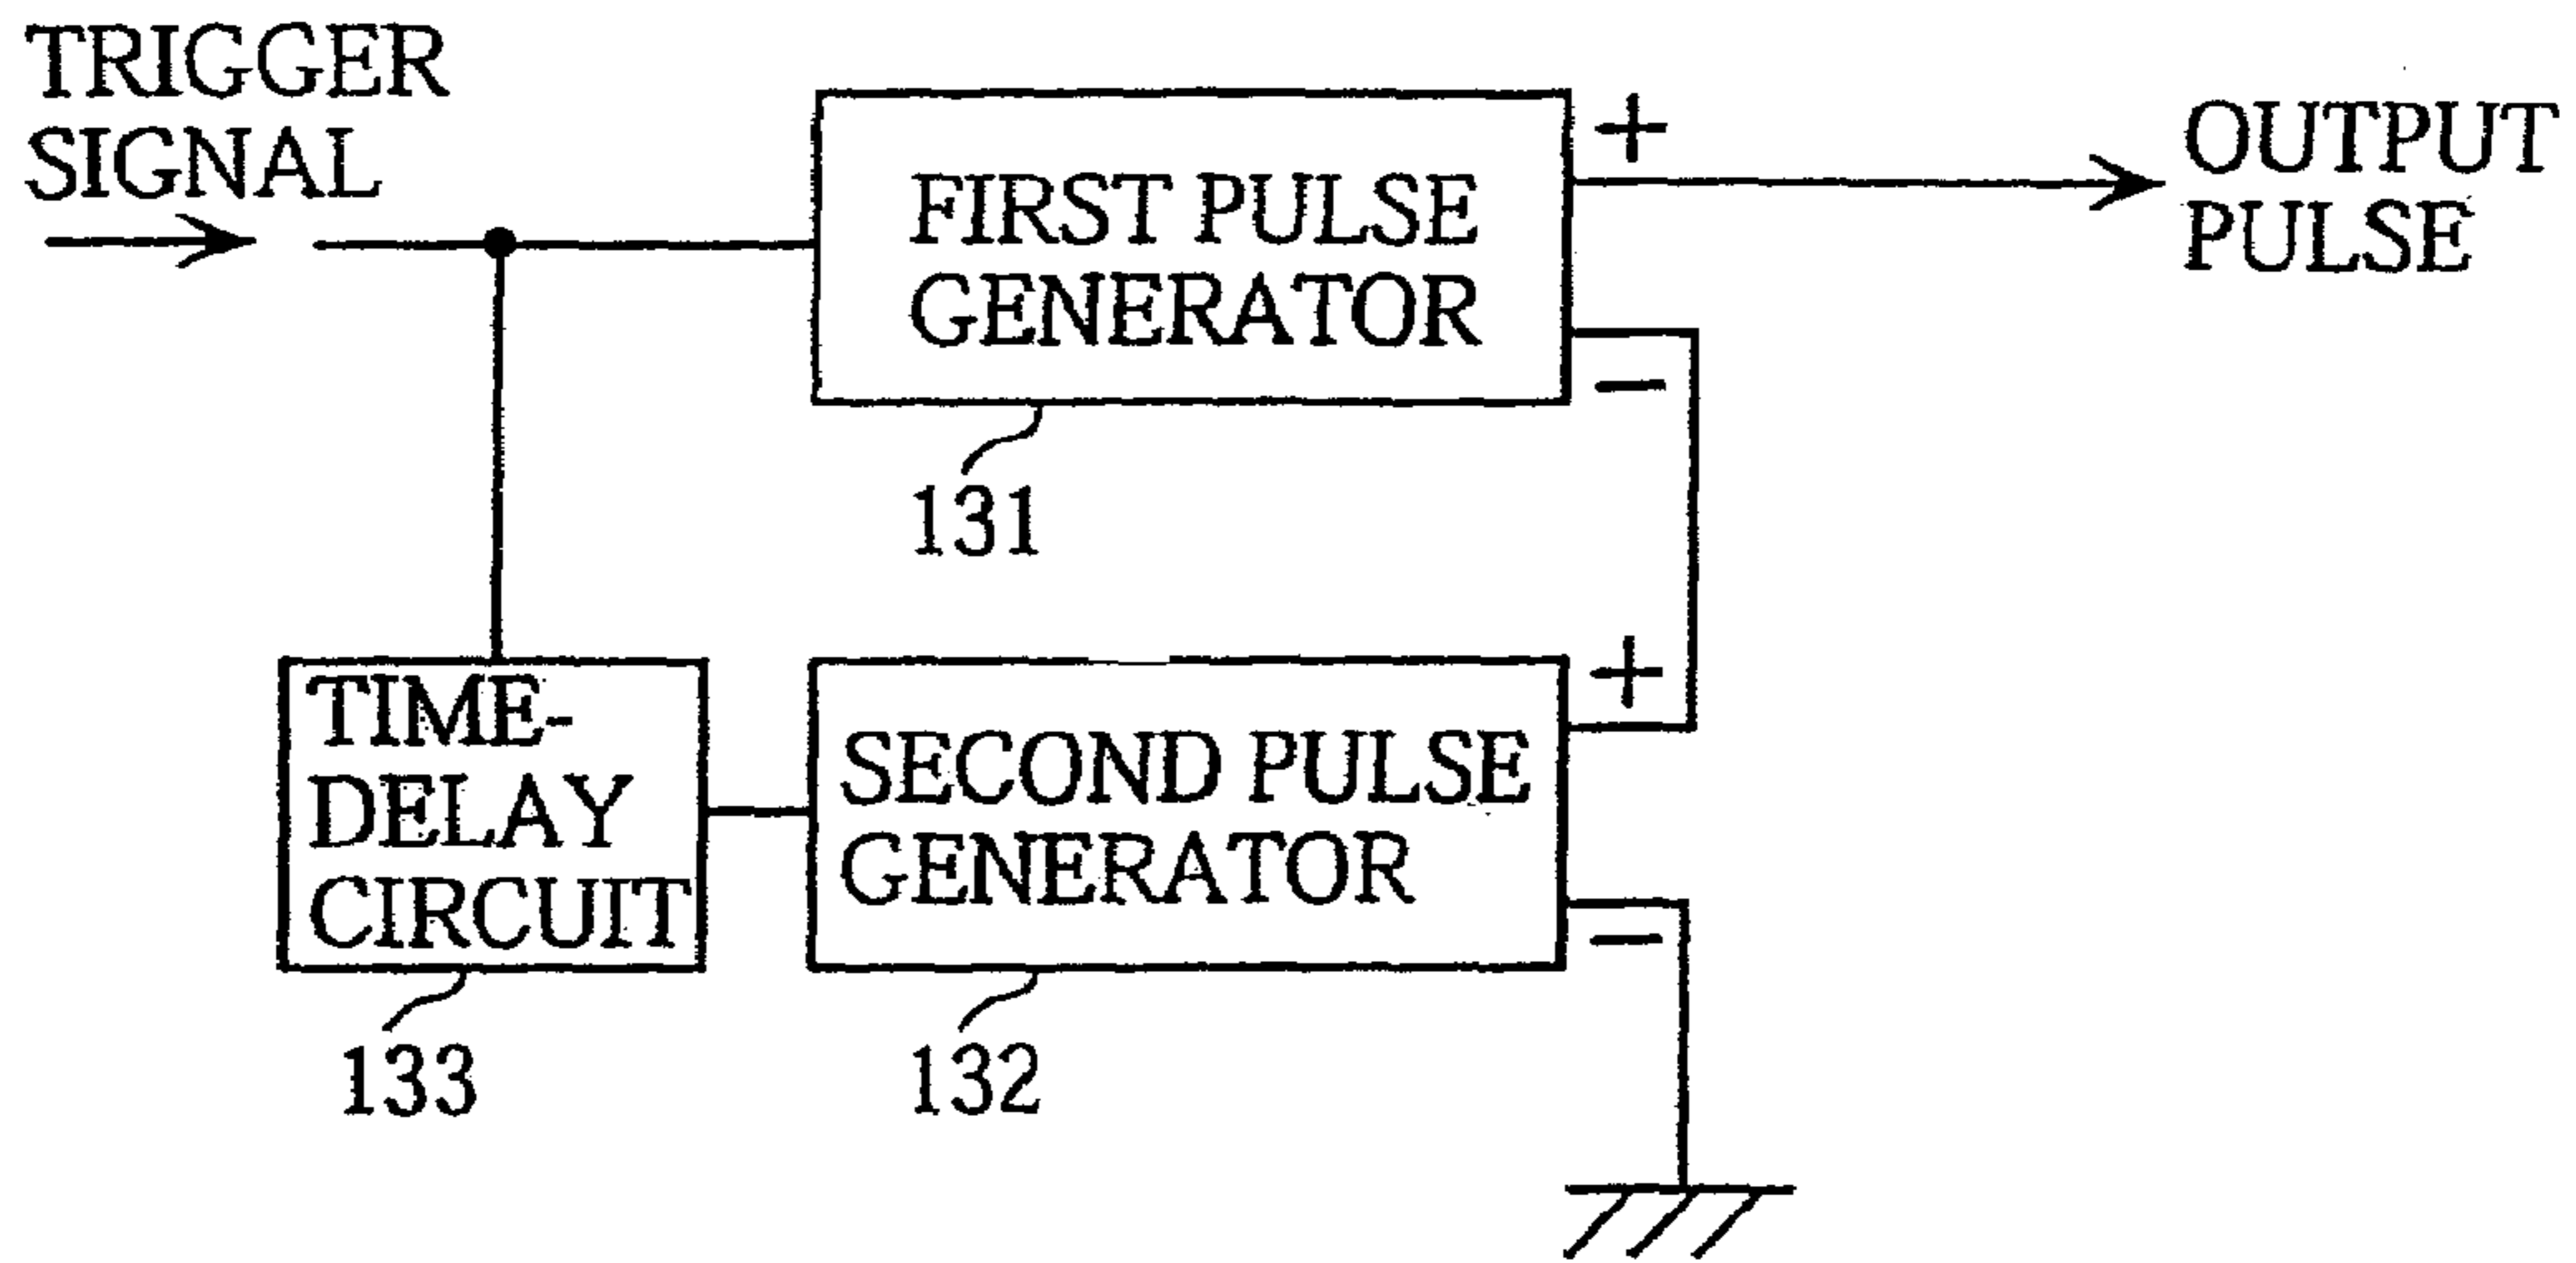 TRIGGER
SIGNAL
FIRST PULSE
GENERATOR
+
−
OUTPUT
PULSE
131
TIME-
DELAY
CIRCUIT
SECOND PULSE
GENERATOR
+
−
133
132